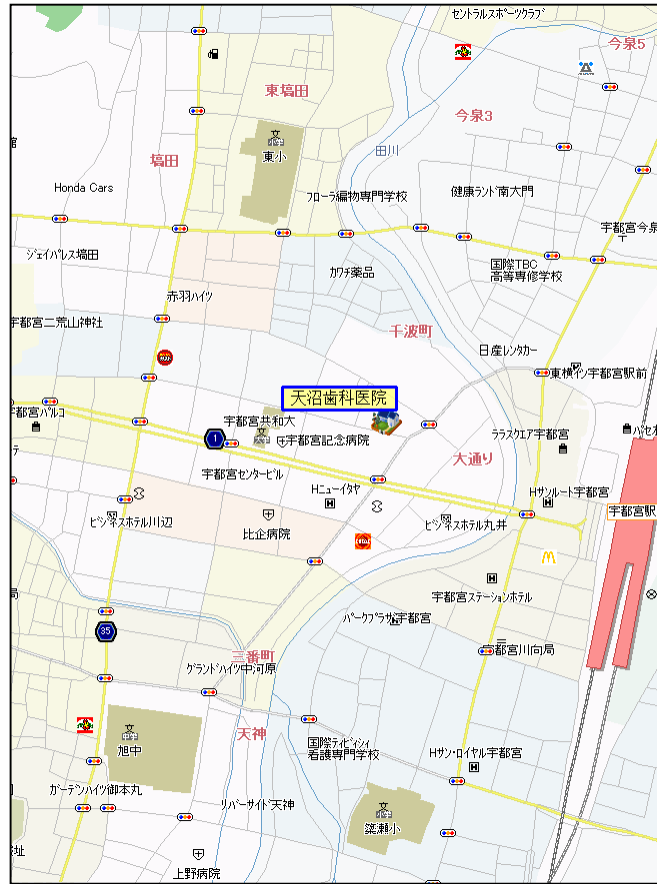 セントラルスポーツクラブ
今泉5
東塙田
今泉3
東小
田川
塙田
館
Honda Cars
フローラ編物専門学校
健康ランド南大門
宇都宮今泉
〒
ジェイパレス塙田
カワチ薬品
国際TBC
高等専修学校
赤羽ハイツ
宇都宮二荒山神社
千波町
日産レンタカー
東横イン宇都宮駅前
天沼歯科医院
宇都宮パルコ
宇都宮共和大
1
宇都宮記念病院
ララスクエア宇都宮
大通り
宇都宮センタービル
Hニューイタヤ
Hサンルート宇都宮
宇都宮駅
ビジネスホテル川辺
比企病院
ビジネスホテル丸井
宇都宮ステーションホテル
パークプラザ宇都宮
35
三番町
宇都宮川向局
グランドハイツ中河原
天神
旭中
国際ティビィシィ
看護専門学校
Hサン・ロイヤル宇都宮
ガーデンハイツ御本丸
リバーサイド天神
簗瀬小
上野病院